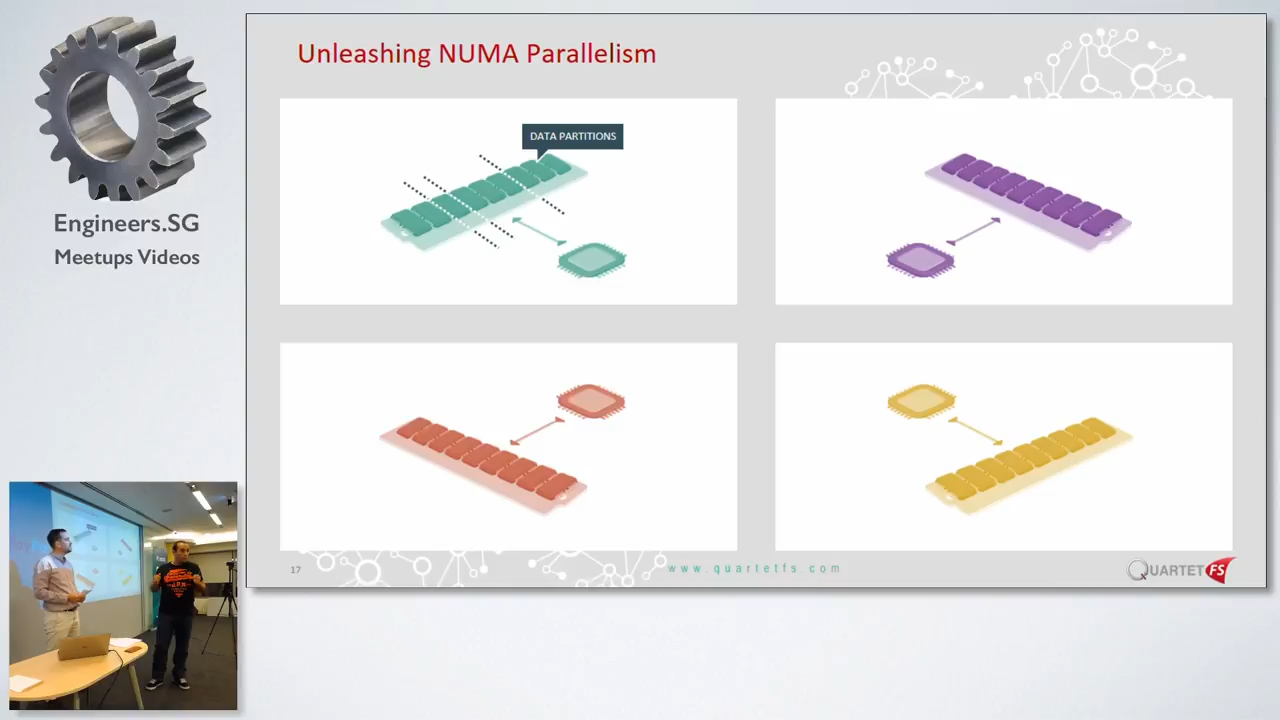 Engineers.SG
Meetups Videos
Unleashing NUMA Parallelism
DATA PARTITIONS
17
www.quartetfs.com
QUARTET FS